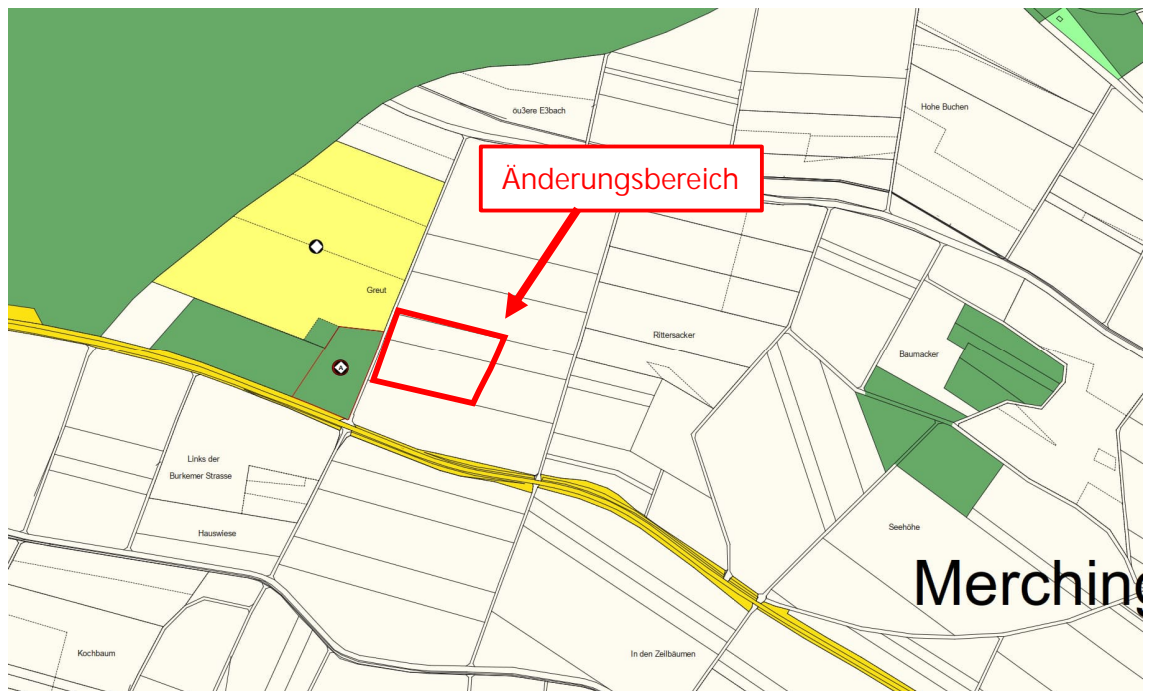 öu3ere E3bach
Hohe Buchen
Änderungsbereich
Greut
Rittersacker
Baumacker
A
Links der
Burkemer Strasse
Seehöhe
Hauswiese
Merching
Kochbaum
In den Zeilbäumen